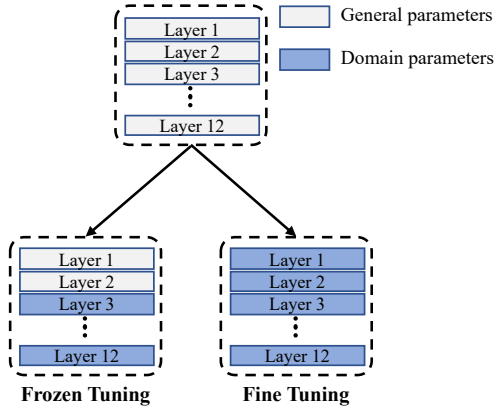 General parameters
Domain parameters
Layer 1
Layer 2
Layer 3
Layer 12
Layer 1
Layer 2
Layer 3
Layer 12
Frozen Tuning
Layer 1
Layer 2
Layer 3
Layer 12
Fine Tuning